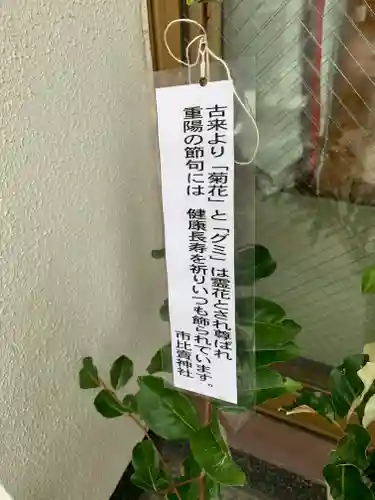 古来より「菊花」と「グミ」は霊花とされ尊ばれ
重陽の節句には　健康長寿を祈りいつも飾られています。
市比賣神社